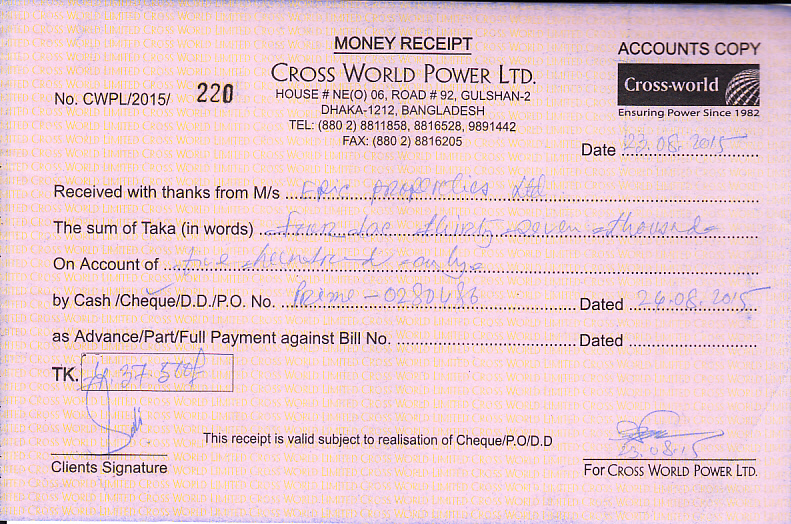 MONEY RECEIPT
ACCOUNTS COPY
CROSS WORLD POWER LTD.
Cross-world
Ensuring Power Since 1982
No. CWPL/2015/ 220
HOUSE # NE(O) 06, ROAD # 92, GULSHAN-2
DHAKA-1212, BANGLADESH
TEL: (880 2) 8811858, 8816528, 9891442
FAX: (880 2) 8816205
Date 23.08.2015
Received with thanks from M/s Epic Properties Ltd
The sum of Taka (in words) four lac thirty seven thousand
On Account of five hundred only
by Cash /Cheque/D.D./P.O. No. Prime - 0280486 Dated 26.08.2015
as Advance/Part/Full Payment against Bill No. Dated
TK. 4,37,500/-
This receipt is valid subject to realisation of Cheque/P.O/D.D
23.08.15
Clients Signature
For CROSS WORLD POWER LTD.